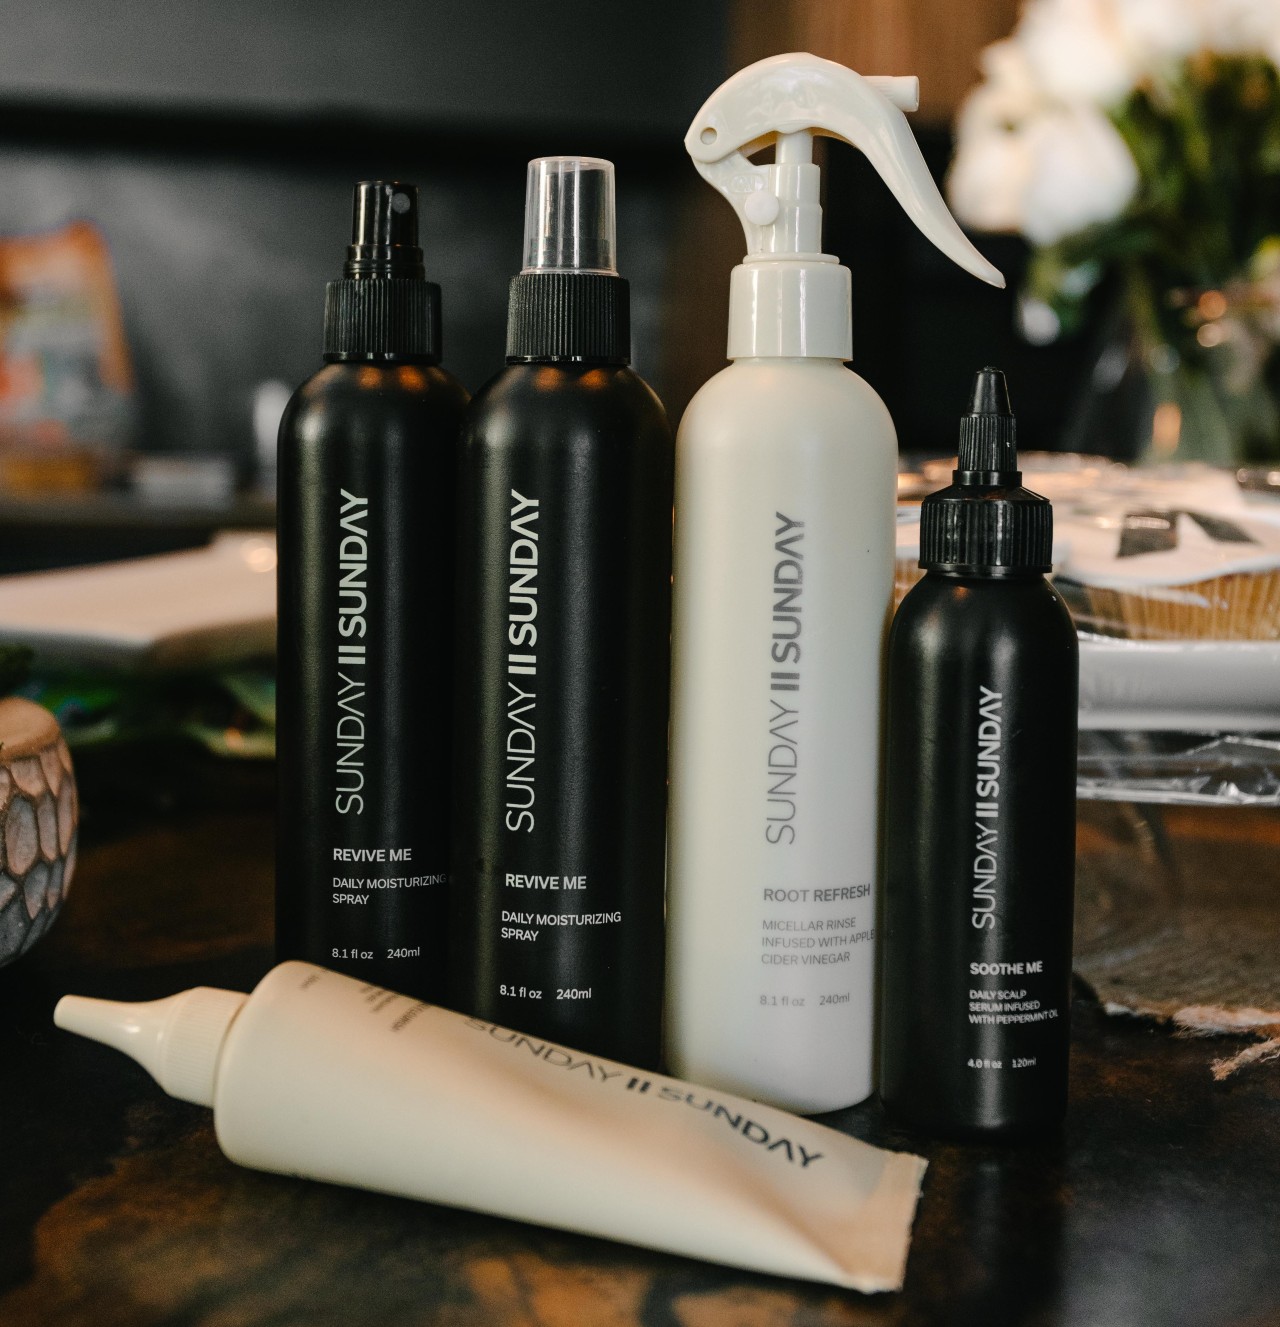 SUNDAY II SUNDAY
REVIVE ME
DAILY MOISTURIZING
SPRAY
8.1 fl oz 240ml
SUNDAY II SUNDAY
REVIVE ME
DAILY MOISTURIZING
SPRAY
8.1 fl oz 240ml
SUNDAY II SUNDAY
ROOT REFRESH
MICELLAR RINSE
INFUSED WITH APPLE
CIDER VINEGAR
8.1 fl oz 240ml
SUNDAY II SUNDAY
SOOTHE ME
DAILY SCALP
SERUM INFUSED
WITH PEPPERMINT OIL
4.0 fl oz 120ml
SUNDAY II SUNDAY